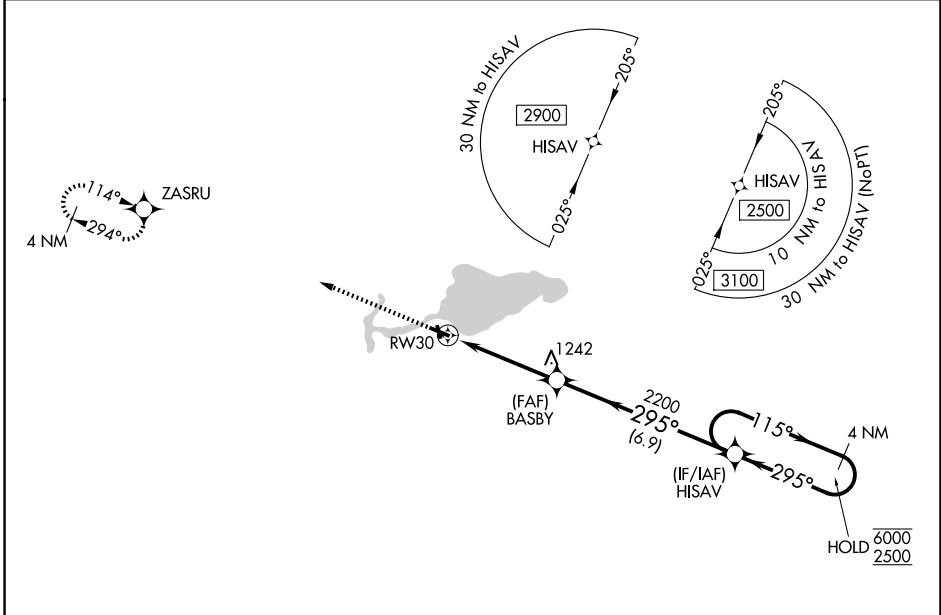 30 NM to HISAV
205°
2900
HISAV
025°
205°
HISAV
2500
10 NM to HISAV
30 NM to HISAV (NoPT)
025°
3100
114°
ZASRU
294°
4 NM
RW30
1242
(FAF)
BASBY
2200
295°
(6.9)
115°
4 NM
(IF/IAF)
HISAV
295°
HOLD
6000
2500